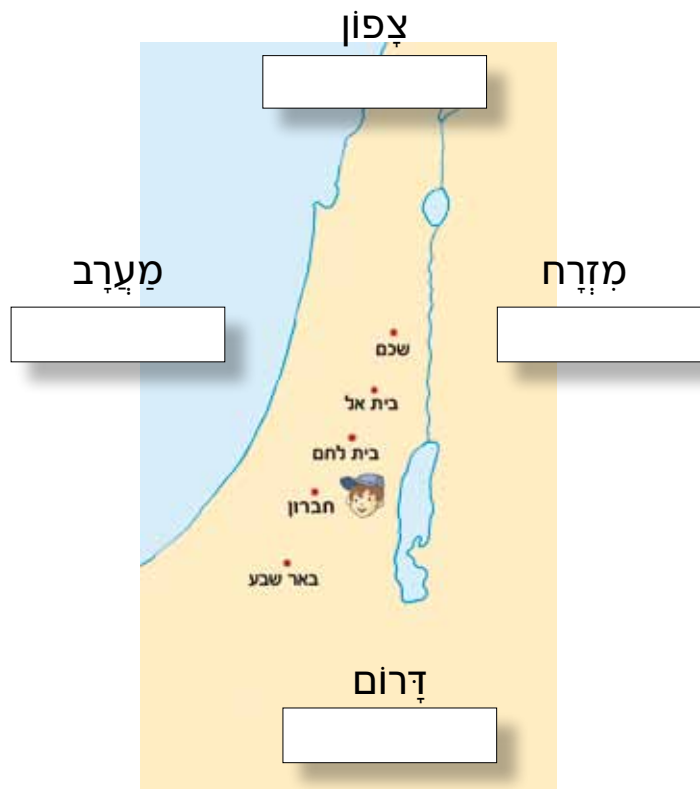 צָפוֹן
מַעֲרָב
מִזְרָח
שכם
בית אל
בית לחם
חברון
באר שבע
דָּרוֹם